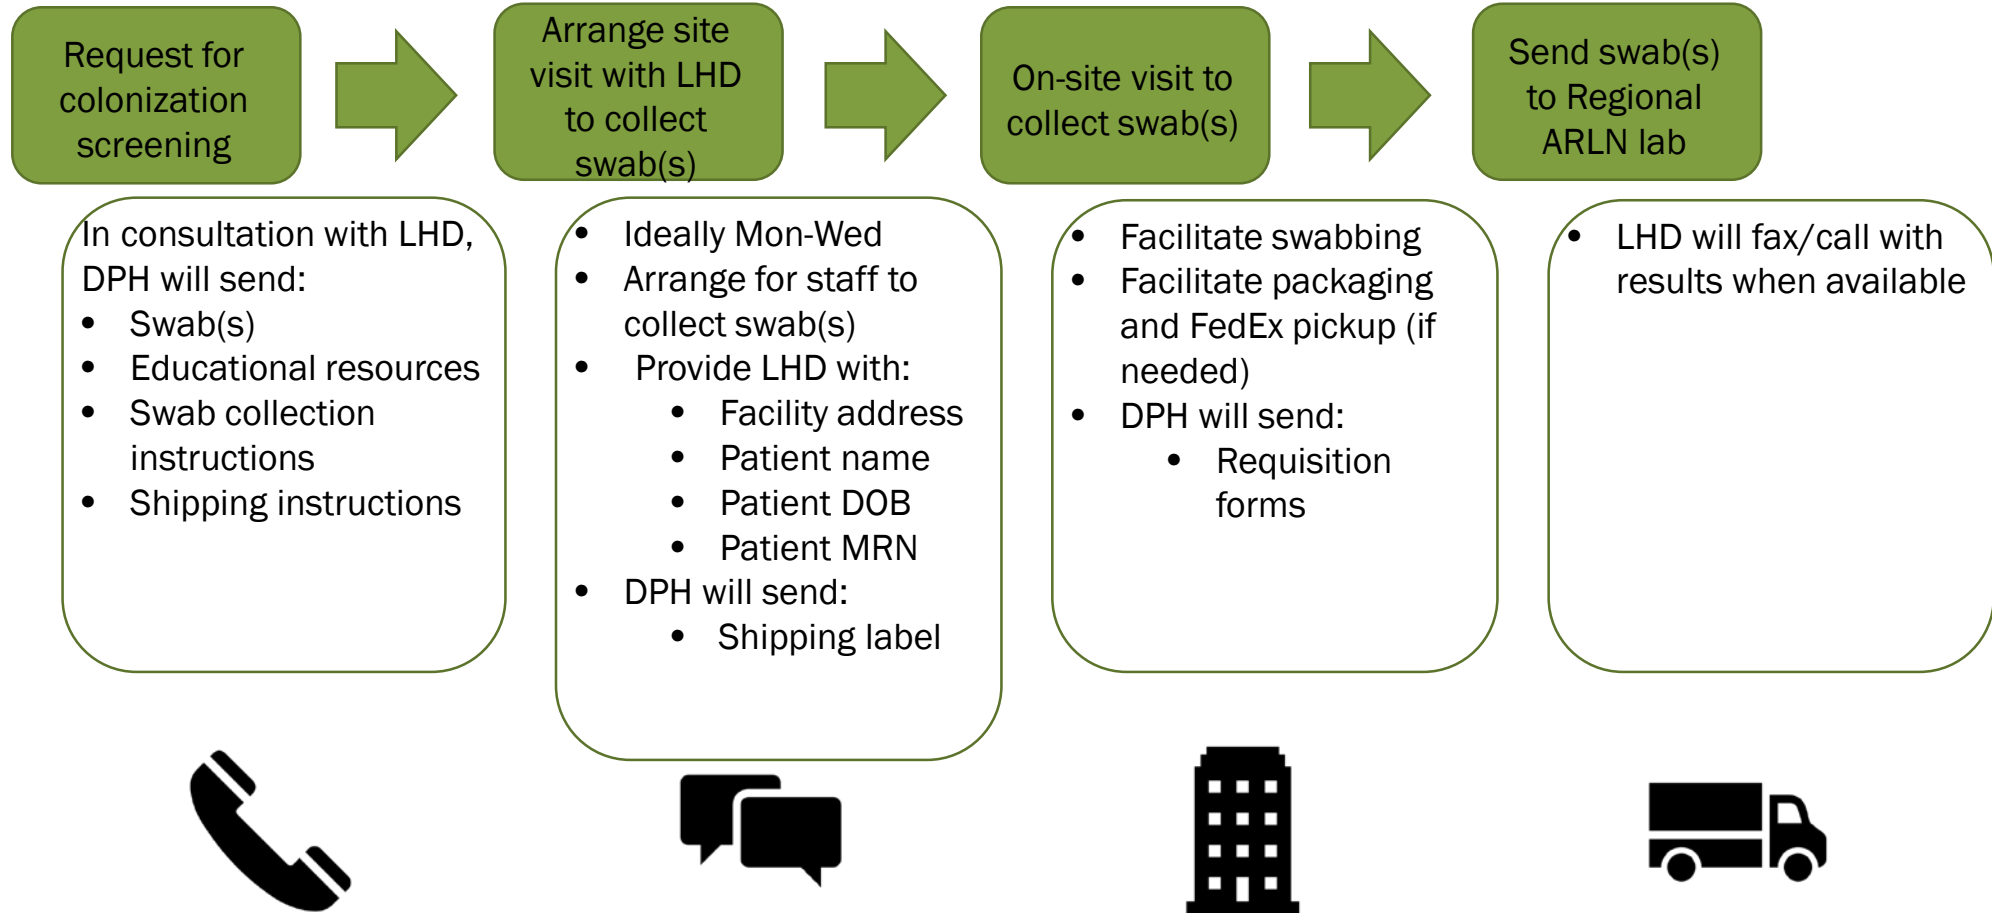 Request for
colonization
screening
Arrange site
visit with LHD
to collect
swab(s)
On-site visit to
collect swab(s)
Send swab(s)
to Regional
ARLN lab
In consultation with LHD,
DPH will send:
• Swab(s)
• Educational resources
• Swab collection
instructions
• Shipping instructions
• Ideally Mon-Wed
• Arrange for staff to
collect swab(s)
• Provide LHD with:
• Facility address
• Patient name
• Patient DOB
• Patient MRN
• DPH will send:
• Shipping label
• Facilitate swabbing
• Facilitate packaging
and FedEx pickup (if
needed)
• DPH will send:
• Requisition
forms
• LHD will fax/call with
results when available